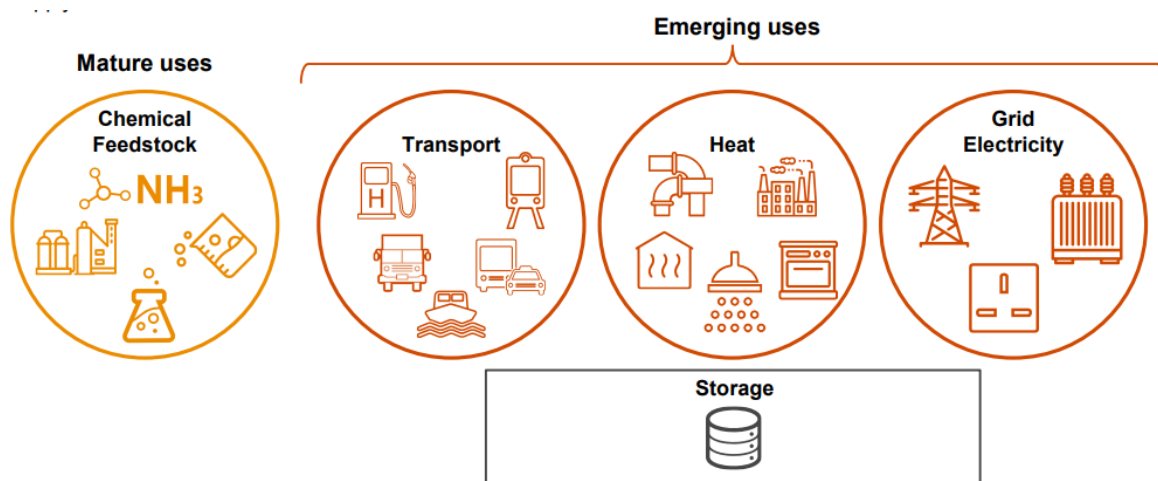 Emerging uses
Mature uses
Chemical
Feedstock
NH3
Transport
H
Heat
Grid
Electricity
Storage